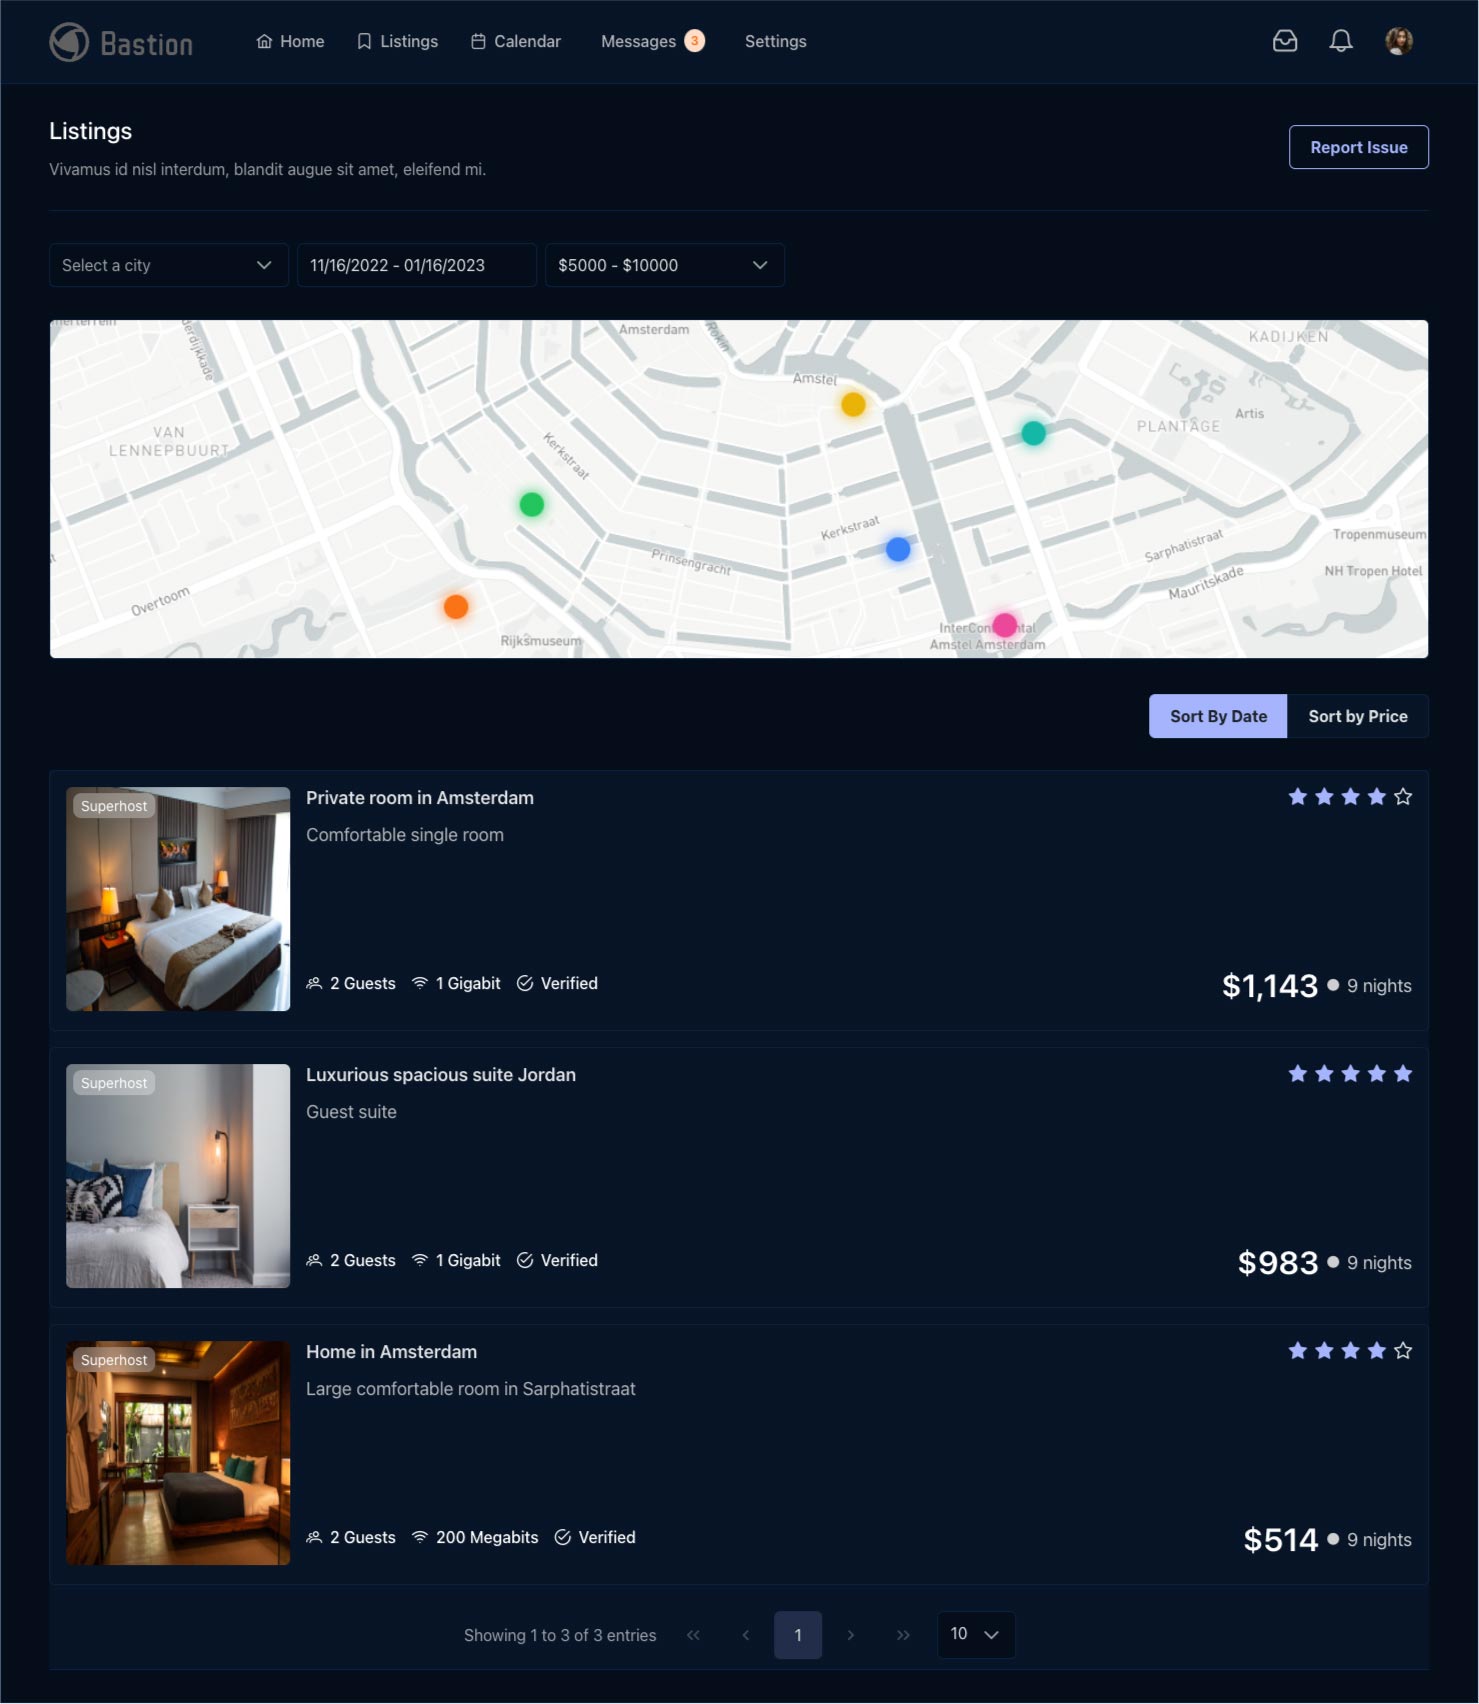 Bastion
Home
Listings
Calendar
Messages 3
Settings
Listings
Vivamus id nisl interdum, blandit augue sit amet, eleifend mi.
Report Issue
Select a city
11/16/2022 - 01/16/2023
$5000 - $10000
Amsterdam
Rokin
KADIJKEN
Amstel
Artis
VAN
LENNEPBUURT
PLANTAGE
Kerkstraat
Kerkstraat
Tropenmuseum
Sarphatistraat
Prinsengracht
NH Tropen Hotel
Mauritskade
Overtoom
Rijksmuseum
Amstel Amsterdam
Sort By Date
Sort by Price
Superhost
Private room in Amsterdam
Comfortable single room
2 Guests
1 Gigabit
Verified
$1,143
9 nights
Superhost
Luxurious spacious suite Jordan
Guest suite
2 Guests
1 Gigabit
Verified
$983
9 nights
Superhost
Home in Amsterdam
Large comfortable room in Sarphatistraat
2 Guests
200 Megabits
Verified
$514
9 nights
Showing 1 to 3 of 3 entries
«
‹
1
›
»
10